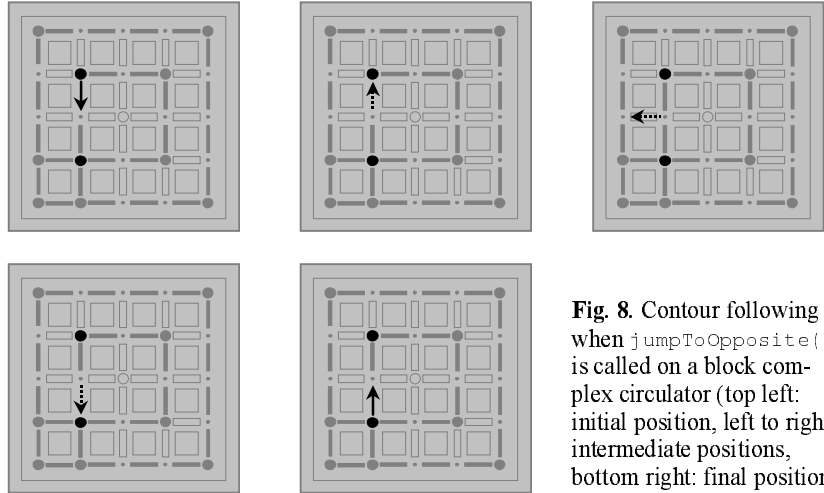 Fig. 8. Contour following
when jumpToOpposite(
is called on a block com-
plex circulator (top left:
initial position, left to righ
intermediate positions,
bottom right: final position